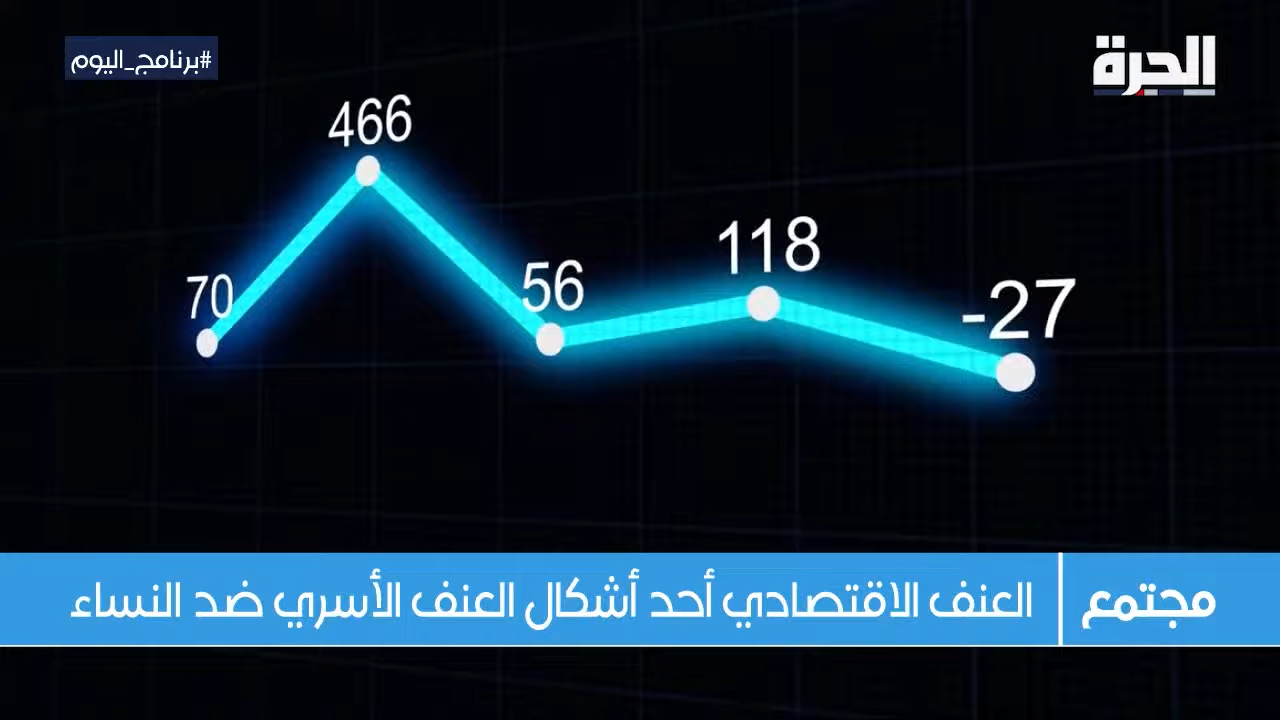 #برنامج_اليوم
الحرة
466
118
56
70
-27
مجتمع
العنف الاقتصادي أحد أشكال العنف الأسري ضد النساء